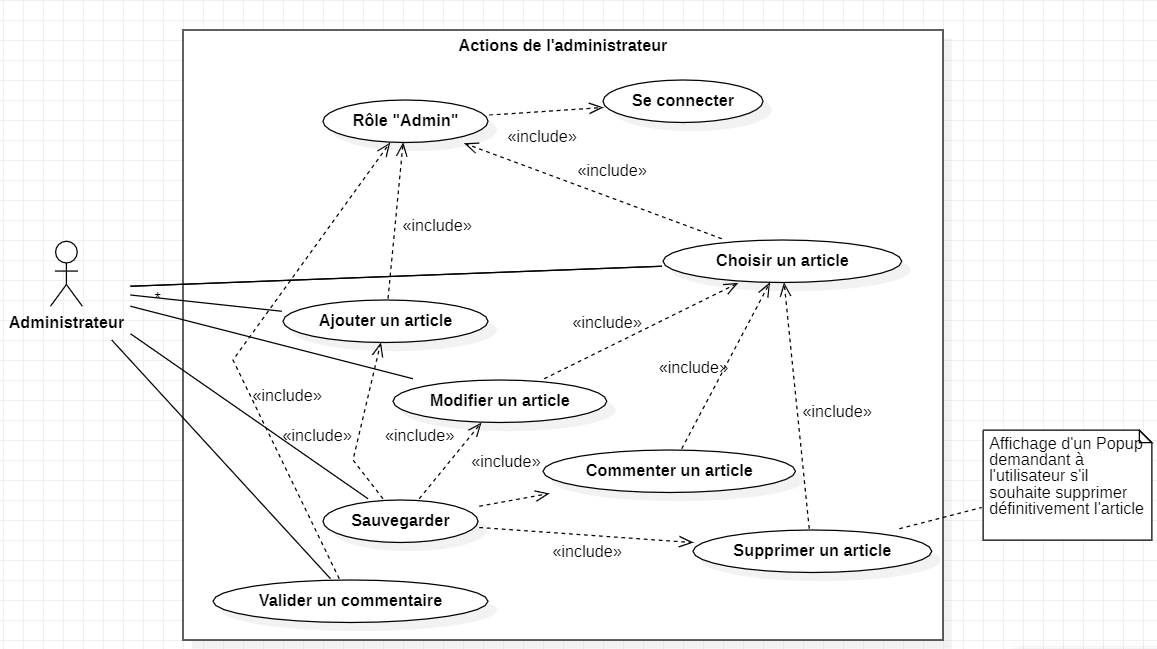 Actions de l'administrateur
Se connecter
Rôle "Admin"
«include»
«include»
«include»
Choisir un article
*
Administrateur
Ajouter un article
«include»
«include»
«include»
Modifier un article
«include»
«include»
«include»
Affichage d'un Popup
demandant à
l'utilisateur s'il
souhaite supprimer
définitivement l'article
«include»
Commenter un article
Sauvegarder
«include»
Supprimer un article
Valider un commentaire